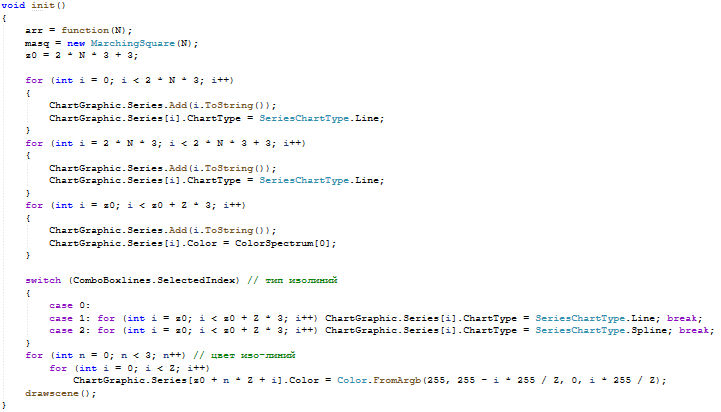 void init()
{
arr = function(N);
masq = new MarchingSquare(N);
z0 = 2 * N * 3 + 3;
for (int i = 0; i < 2 * N * 3; i++)
{
ChartGraphic.Series.Add(i.ToString());
ChartGraphic.Series[i].ChartType = SeriesChartType.Line;
}
for (int i = 2 * N * 3; i < 2 * N * 3 + 3; i++)
{
ChartGraphic.Series.Add(i.ToString());
ChartGraphic.Series[i].ChartType = SeriesChartType.Line;
}
for (int i = z0; i < z0 + Z * 3; i++)
{
ChartGraphic.Series.Add(i.ToString());
ChartGraphic.Series[i].Color = ColorSpectrum[0];
}
switch (ComboBoxlines.SelectedIndex) // тип изолиний
{
case 0:
case 1: for (int i = z0; i < z0 + Z * 3; i++) ChartGraphic.Series[i].ChartType = SeriesChartType.Line; break;
case 2: for (int i = z0; i < z0 + Z * 3; i++) ChartGraphic.Series[i].ChartType = SeriesChartType.Spline; break;
}
for (int n = 0; n < 3; n++) // цвет изо-линий
for (int i = 0; i < Z; i++)
ChartGraphic.Series[z0 + n * Z + i].Color = Color.FromArgb(255, 255 - i * 255 / Z, 0, i * 255 / Z);
drawscene();
}